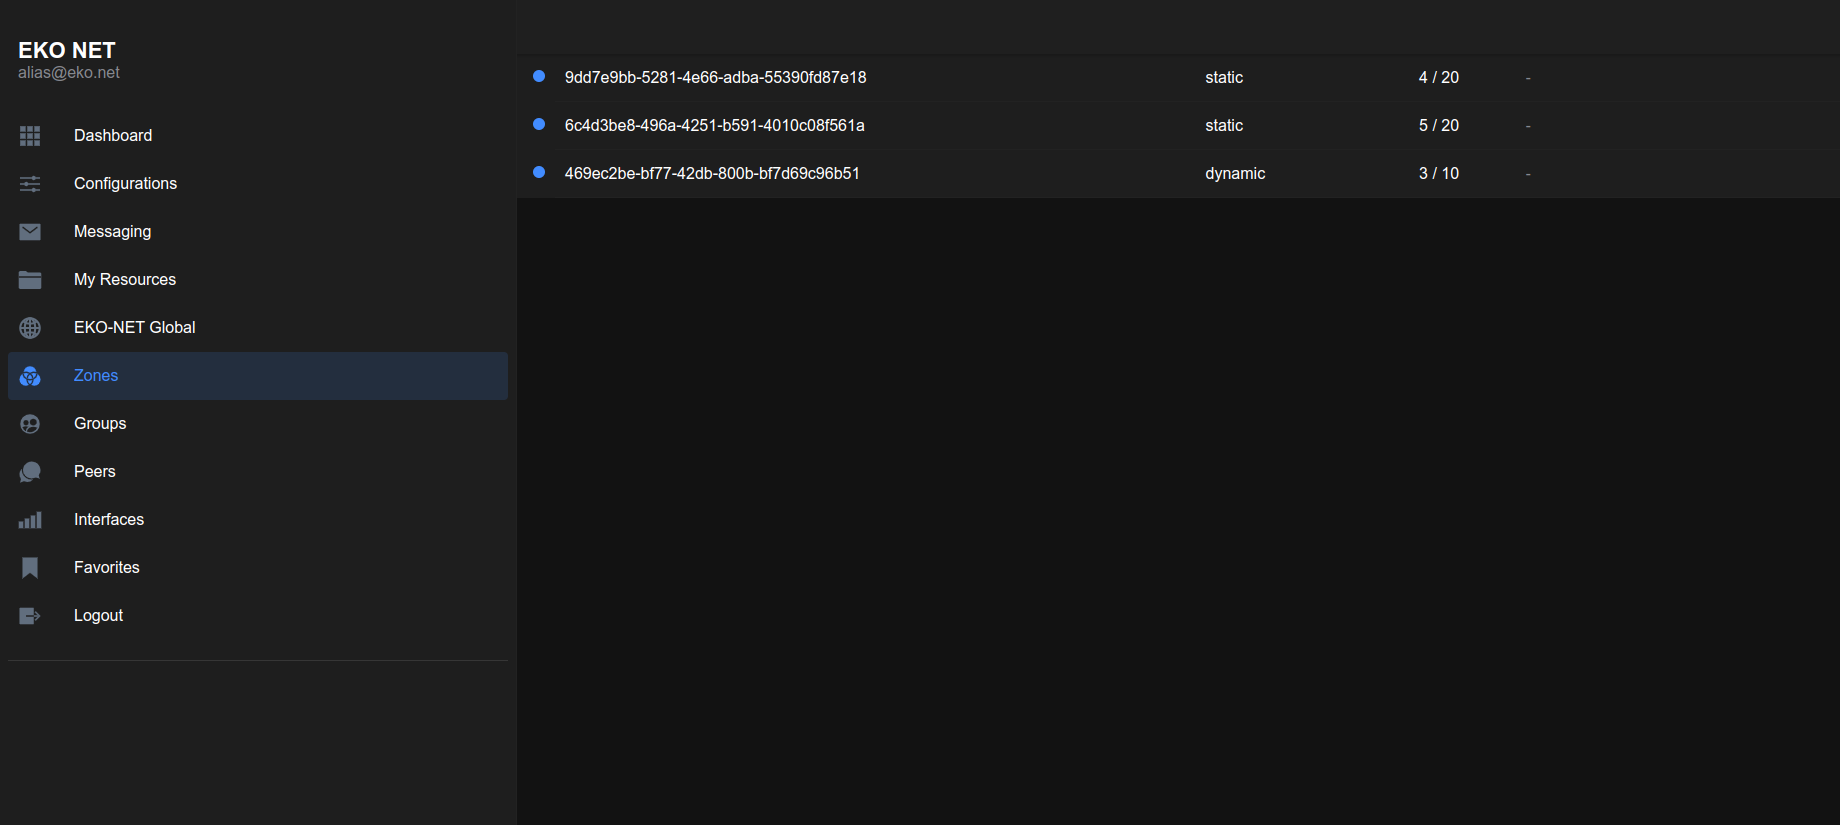 EKO NET
alias@eko.net
Dashboard
Configurations
Messaging
My Resources
EKO-NET Global
Zones
Groups
Peers
Interfaces
Favorites
Logout
9dd7e9bb-5281-4e66-adba-55390fd87e18 static 4 / 20 -
6c4d3be8-496a-4251-b591-4010c08f561a static 5 / 20 -
469ec2be-bf77-42db-800b-bf7d69c96b51 dynamic 3 / 10 -